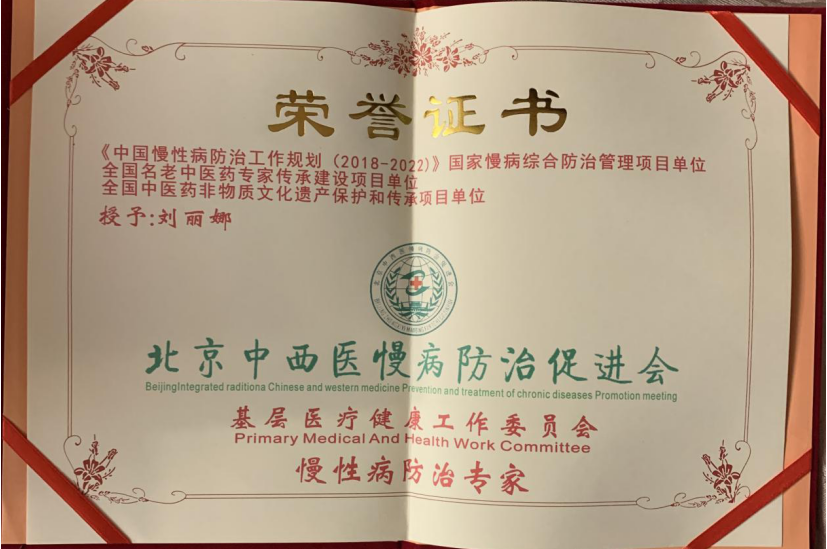 荣誉证书
《中国慢性病防治工作规划(2018-2022)》国家慢病综合防治管理项目单位
全国名老中医药专家传承建设项目单位
全国中医药非物质文化遗产保护和传承项目单位
授予:刘丽娜
北京中西医慢病防治促进会
BeijingIntegrated raditiona Chinese and western medicine Prevention and treatment of chronic diseases Promotion meeting
基层医疗健康工作委员会
Primary Medical And Health Work Committee
慢性病防治专家